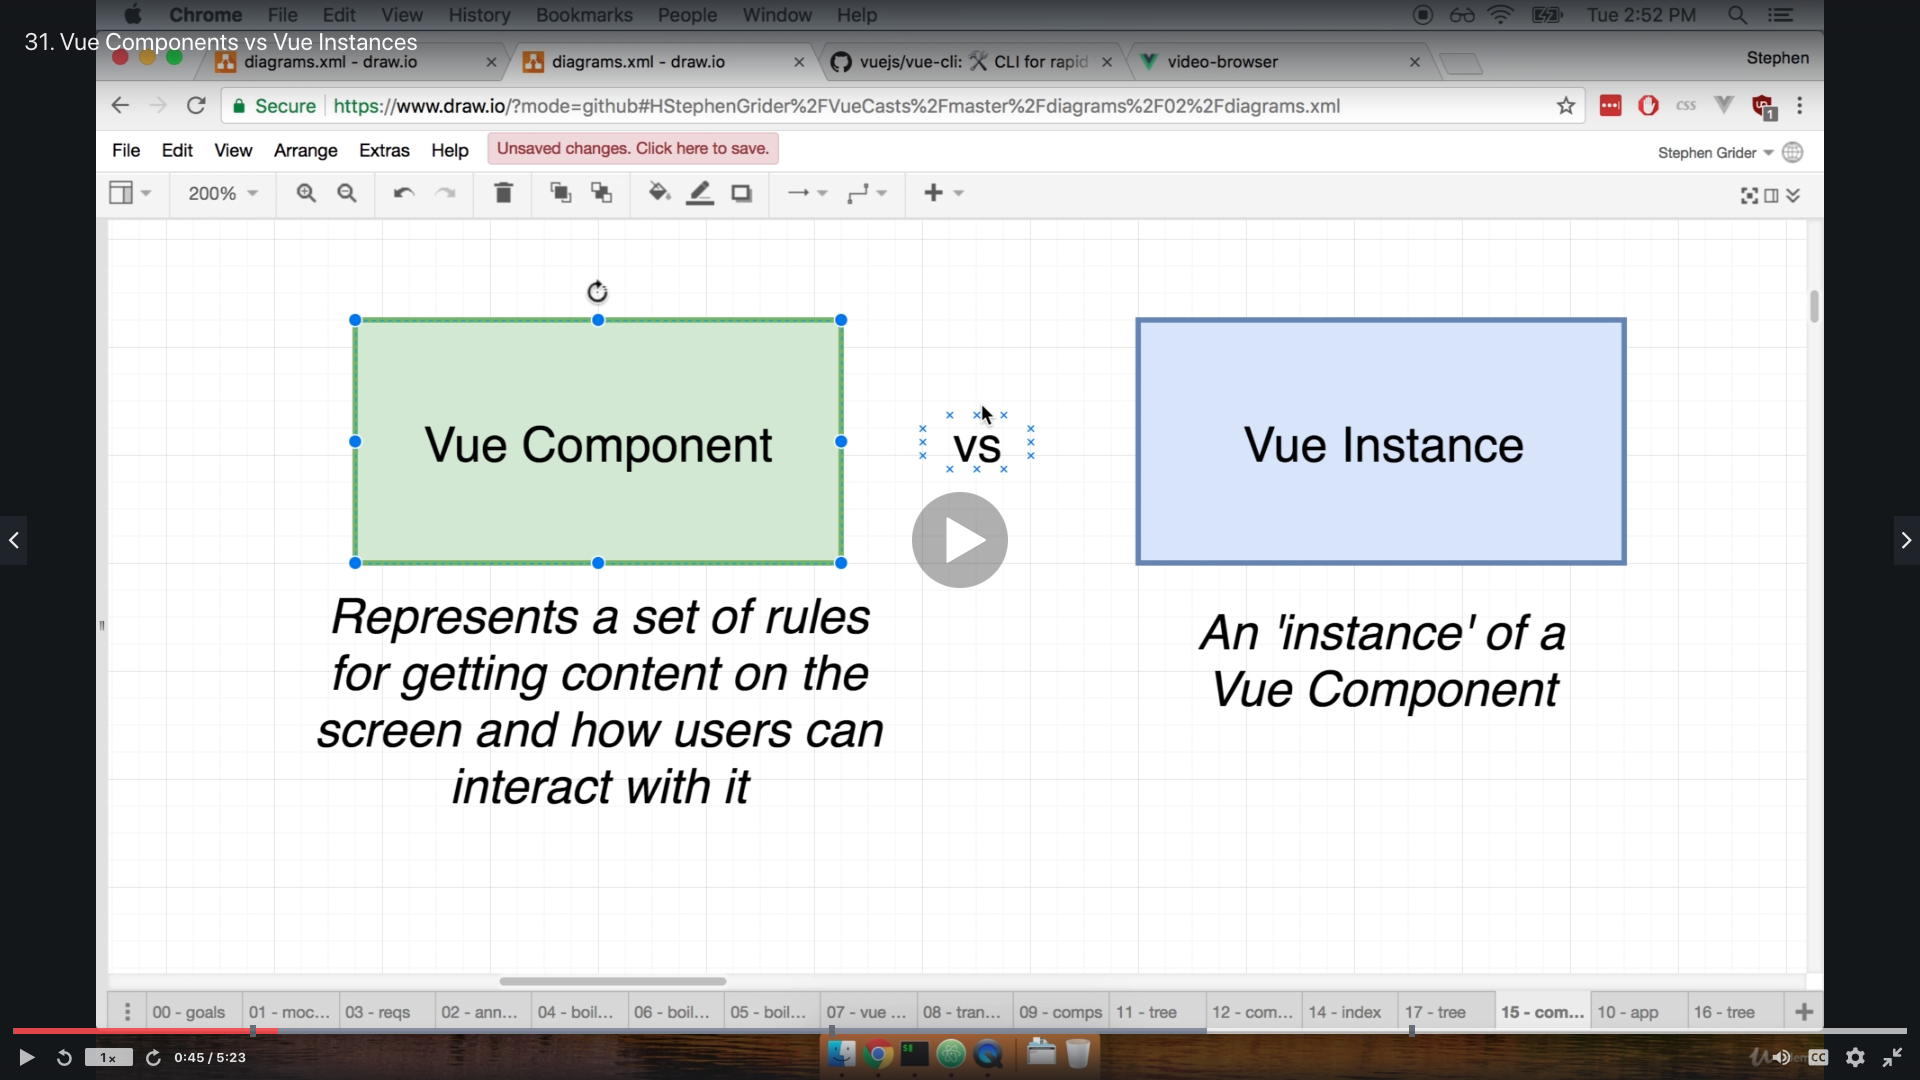 Chrome File Edit View History Bookmarks People Window Help Tue 2:52 PM
31. Vue Components vs Vue Instances
diagrams.xml - draw.io
diagrams.xml - draw.io
vuejs/vue-cli: 🛠 CLI for rapid
video-browser
Stephen
Secure https://www.draw.io/?mode=github#HStephenGrider%2FVueCasts%2Fmaster%2Fdiagrams%2F02%2Fdiagrams.xml
css
1
File Edit View Arrange Extras Help Unsaved changes. Click here to save. Stephen Grider
200%
Vue Component
vs
Vue Instance
Represents a set of rules
for getting content on the
screen and how users can
interact with it
An 'instance' of a
Vue Component
00 - goals 01 - moc... 03 - reqs 02 - ann... 04 - boil... 06 - boil... 05 - boil... 07 - vue ... 08 - tran... 09 - comps 11 - tree 12 - com... 14 - index 17 - tree 15 - com... 10 - app 16 - tree
1x 0:45 / 5:23 CC